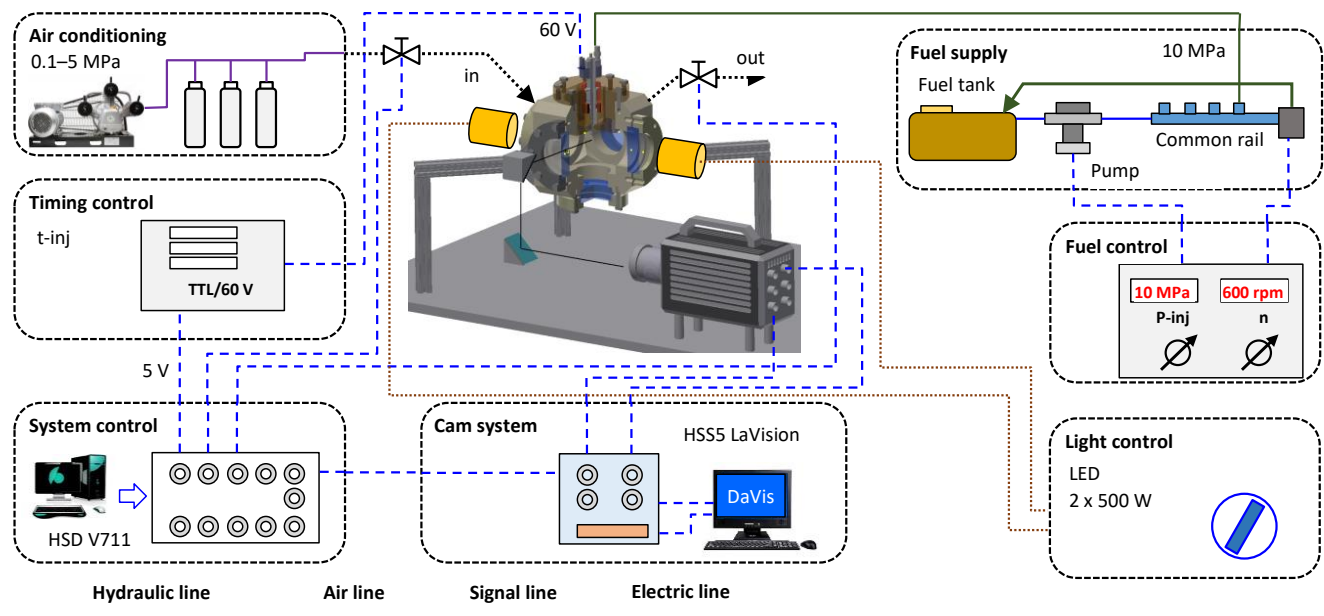 Air conditioning
0.1–5 MPa
60 V
in
out
Fuel supply
10 MPa
Fuel tank
Common rail
Pump
Timing control
t-inj
TTL/60 V
5 V
Fuel control
10 MPa
600 rpm
P-inj
n
System control
HSD V711
Cam system
HSS5 LaVision
DaVis
Light control
LED
2 x 500 W
Hydraulic line
Air line
Signal line
Electric line